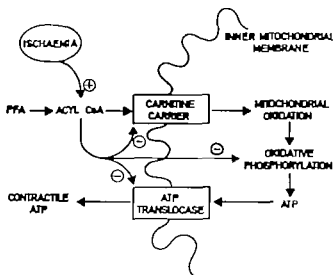 ISCHAEMIA
INNER MITOCHONDRIAL
MEMBRANE
+
FFA
ACYL CoA
CARNITINE
CARRIER
MITOCHONDRIAL
OXIDATION
−
−
−
OXIDATIVE
PHOSPHORYLATION
CONTRACTILE
ATP
ATP
TRANSLOCASE
ATP